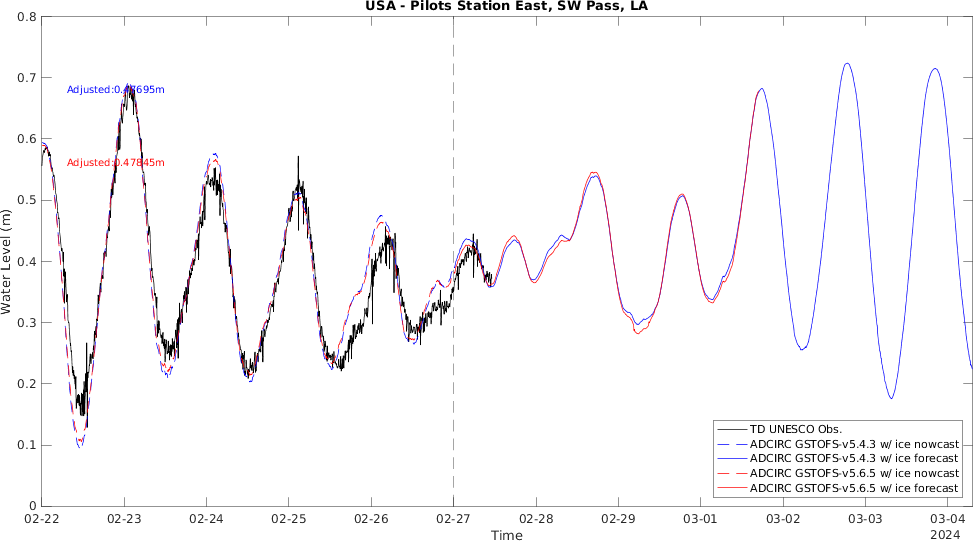 USA - Pilots Station East, SW Pass, LA
0.8
0.7
0.6
0.5
0.4
0.3
0.2
0.1
0
Water Level (m)
Adjusted:0.47695m
Adjusted:0.47845m
TD UNESCO Obs.
ADCIRC GSTOFS-v5.4.3 w/ ice nowcast
ADCIRC GSTOFS-v5.4.3 w/ ice forecast
ADCIRC GSTOFS-v5.6.5 w/ ice nowcast
ADCIRC GSTOFS-v5.6.5 w/ ice forecast
02-22 02-23 02-24 02-25 02-26 02-27 02-28 02-29 03-01 03-02 03-03 03-04
Time
2024